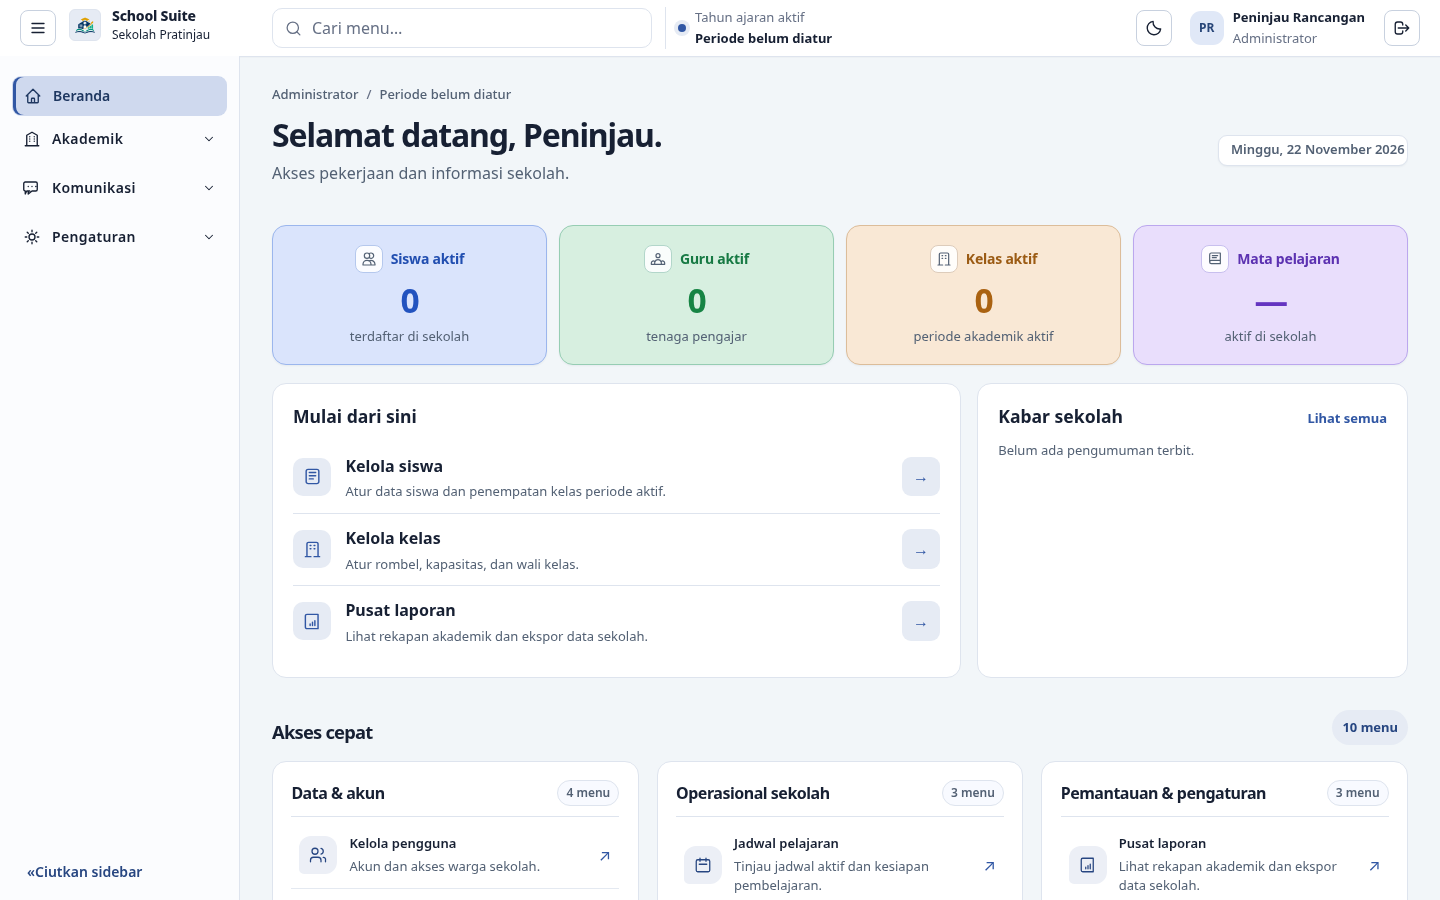 School Suite
Sekolah Pratinjau
Cari menu...
Tahun ajaran aktif
Periode belum diatur
PR
Peninjau Rancangan
Administrator
Beranda
Akademik
Komunikasi
Pengaturan
«Ciutkan sidebar
Administrator / Periode belum diatur
Selamat datang, Peninjau.
Akses pekerjaan dan informasi sekolah.
Minggu, 22 November 2026
Siswa aktif
0
terdaftar di sekolah
Guru aktif
0
tenaga pengajar
Kelas aktif
0
periode akademik aktif
Mata pelajaran
—
aktif di sekolah
Mulai dari sini
Kelola siswa
Atur data siswa dan penempatan kelas periode aktif.
→
Kelola kelas
Atur rombel, kapasitas, dan wali kelas.
→
Pusat laporan
Lihat rekapan akademik dan ekspor data sekolah.
→
Kabar sekolah
Lihat semua
Belum ada pengumuman terbit.
Akses cepat
10 menu
Data & akun
4 menu
Kelola pengguna
Akun dan akses warga sekolah.
Operasional sekolah
3 menu
Jadwal pelajaran
Tinjau jadwal aktif dan kesiapan
pembelajaran.
Pemantauan & pengaturan
3 menu
Pusat laporan
Lihat rekapan akademik dan ekspor
data sekolah.